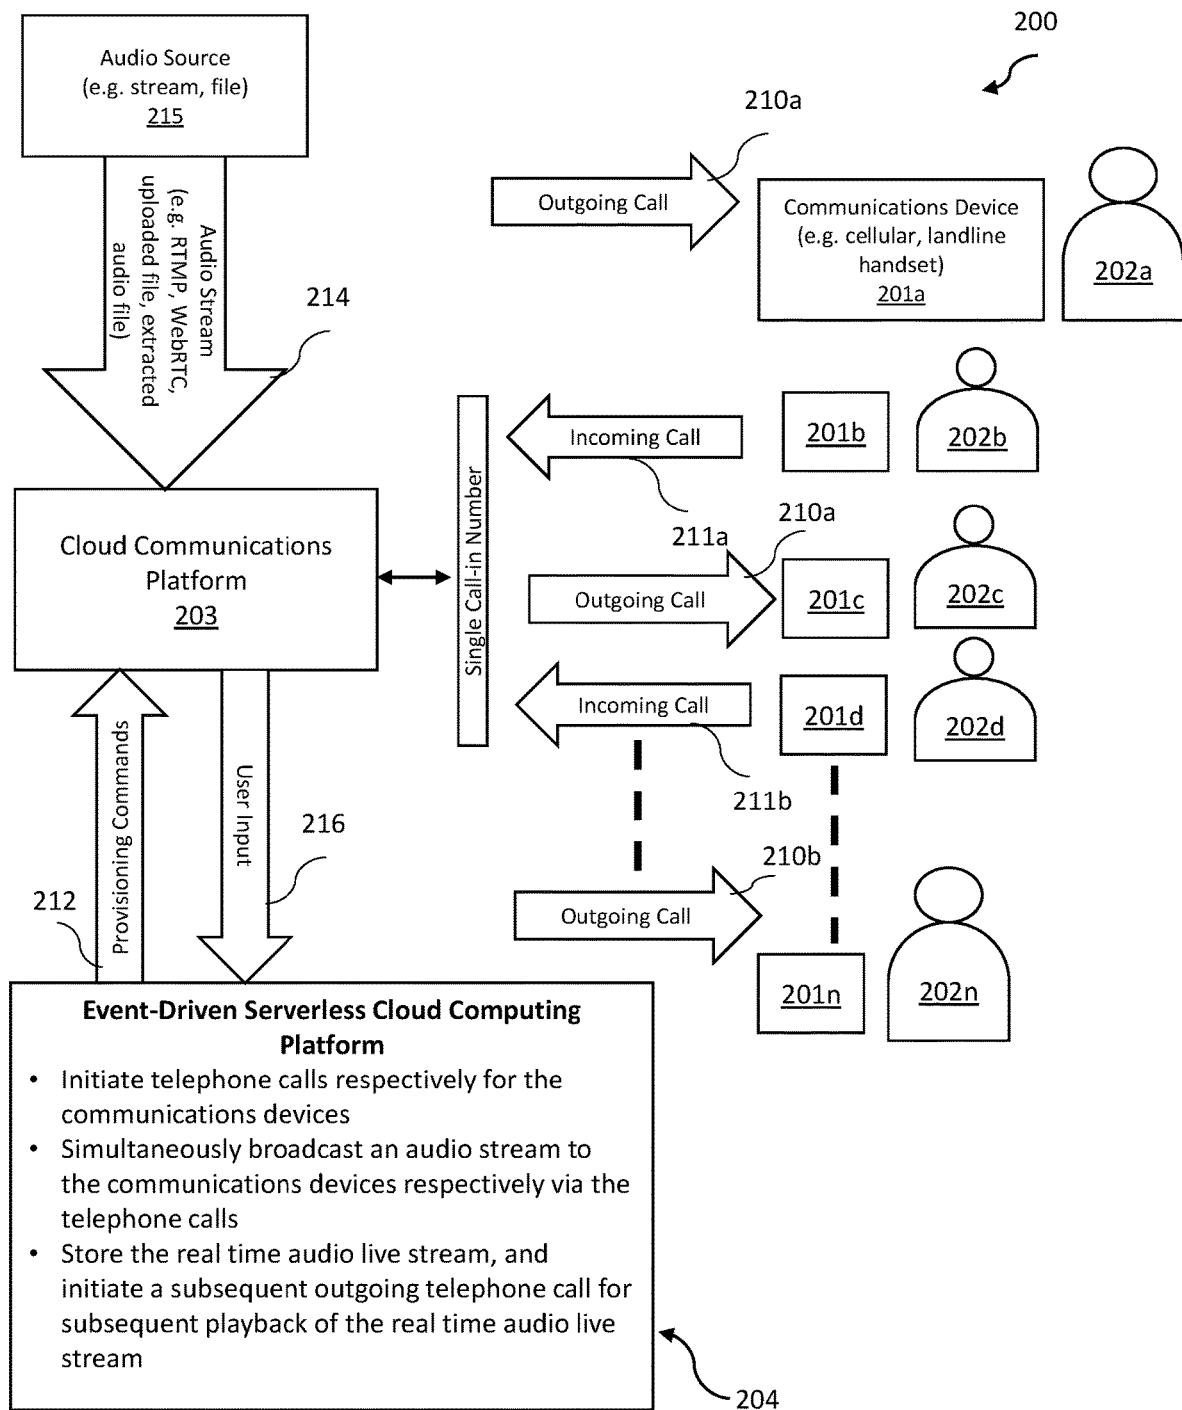 200
Audio Source
(e.g. stream, file)
215
Audio Stream
(e.g. RTMP, WebRTC,
uploaded file, extracted
audio file)
214
210a
Outgoing Call
Communications Device
(e.g. cellular, landline
handset)
201a
202a
Incoming Call
211a
201b
202b
Single Call-in Number
Cloud Communications
Platform
203
210a
Outgoing Call
201c
202c
Incoming Call
211b
201d
202d
Provisioning Commands
212
User Input
216
210b
Outgoing Call
201n
202n
Event-Driven Serverless Cloud Computing
Platform
• Initiate telephone calls respectively for the
communications devices
• Simultaneously broadcast an audio stream to
the communications devices respectively via the
telephone calls
• Store the real time audio live stream, and
initiate a subsequent outgoing telephone call for
subsequent playback of the real time audio live
stream
204